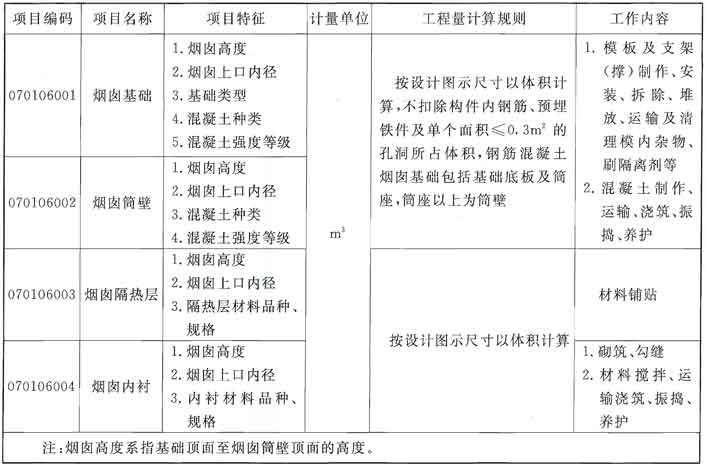 项目编码 项目名称 项目特征 计量单位 工程量计算规则 工作内容
070106001
烟囱基础
1. 烟囱高度
2. 烟囱上口内径
3. 基础类型
4. 混凝土种类
5. 混凝土强度等级
070106002
烟囱筒壁
1. 烟囱高度
2. 烟囱上口内径
3. 混凝土种类
4. 混凝土强度等级
m³
按设计图示尺寸以体积计
算,不扣除构件内钢筋、预埋
铁件及单个面积≤0.3m²的
孔洞所占体积,钢筋混凝土
烟囱基础包括基础底板及筒
座,筒座以上为筒壁
1. 模板及支架
(撑)制作、安
装、拆除、堆
放、运输及清
理模内杂物、
刷隔离剂等
2. 混凝土制作、
运输、浇筑、振
捣、养护
070106003
烟囱隔热层
1. 烟囱高度
2. 烟囱上口内径
3. 隔热层材料品种、
规格
按设计图示尺寸以体积计算
材料铺贴
070106004
烟囱内衬
1. 烟囱高度
2. 烟囱上口内径
3. 内衬材料品种、
规格
1. 砌筑、勾缝
2. 材料搅拌、运
输浇筑、振捣、
养护
注:烟囱高度系指基础顶面至烟囱筒壁顶面的高度。